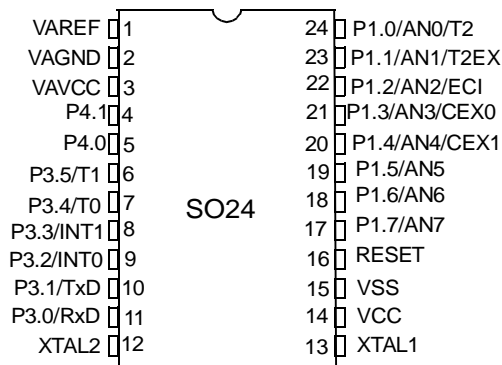 VAREF 1 24 P1.0/AN0/T2
VAGND 2 23 P1.1/AN1/T2EX
VAVCC 3 22 P1.2/AN2/ECI
P4.1 4 21 P1.3/AN3/CEX0
P4.0 5 20 P1.4/AN4/CEX1
P3.5/T1 6 19 P1.5/AN5
P3.4/T0 7 18 P1.6/AN6
SO24
P3.3/INT1 8 17 P1.7/AN7
P3.2/INT0 9 16 RESET
P3.1/TxD 10 15 VSS
P3.0/RxD 11 14 VCC
XTAL2 12 13 XTAL1